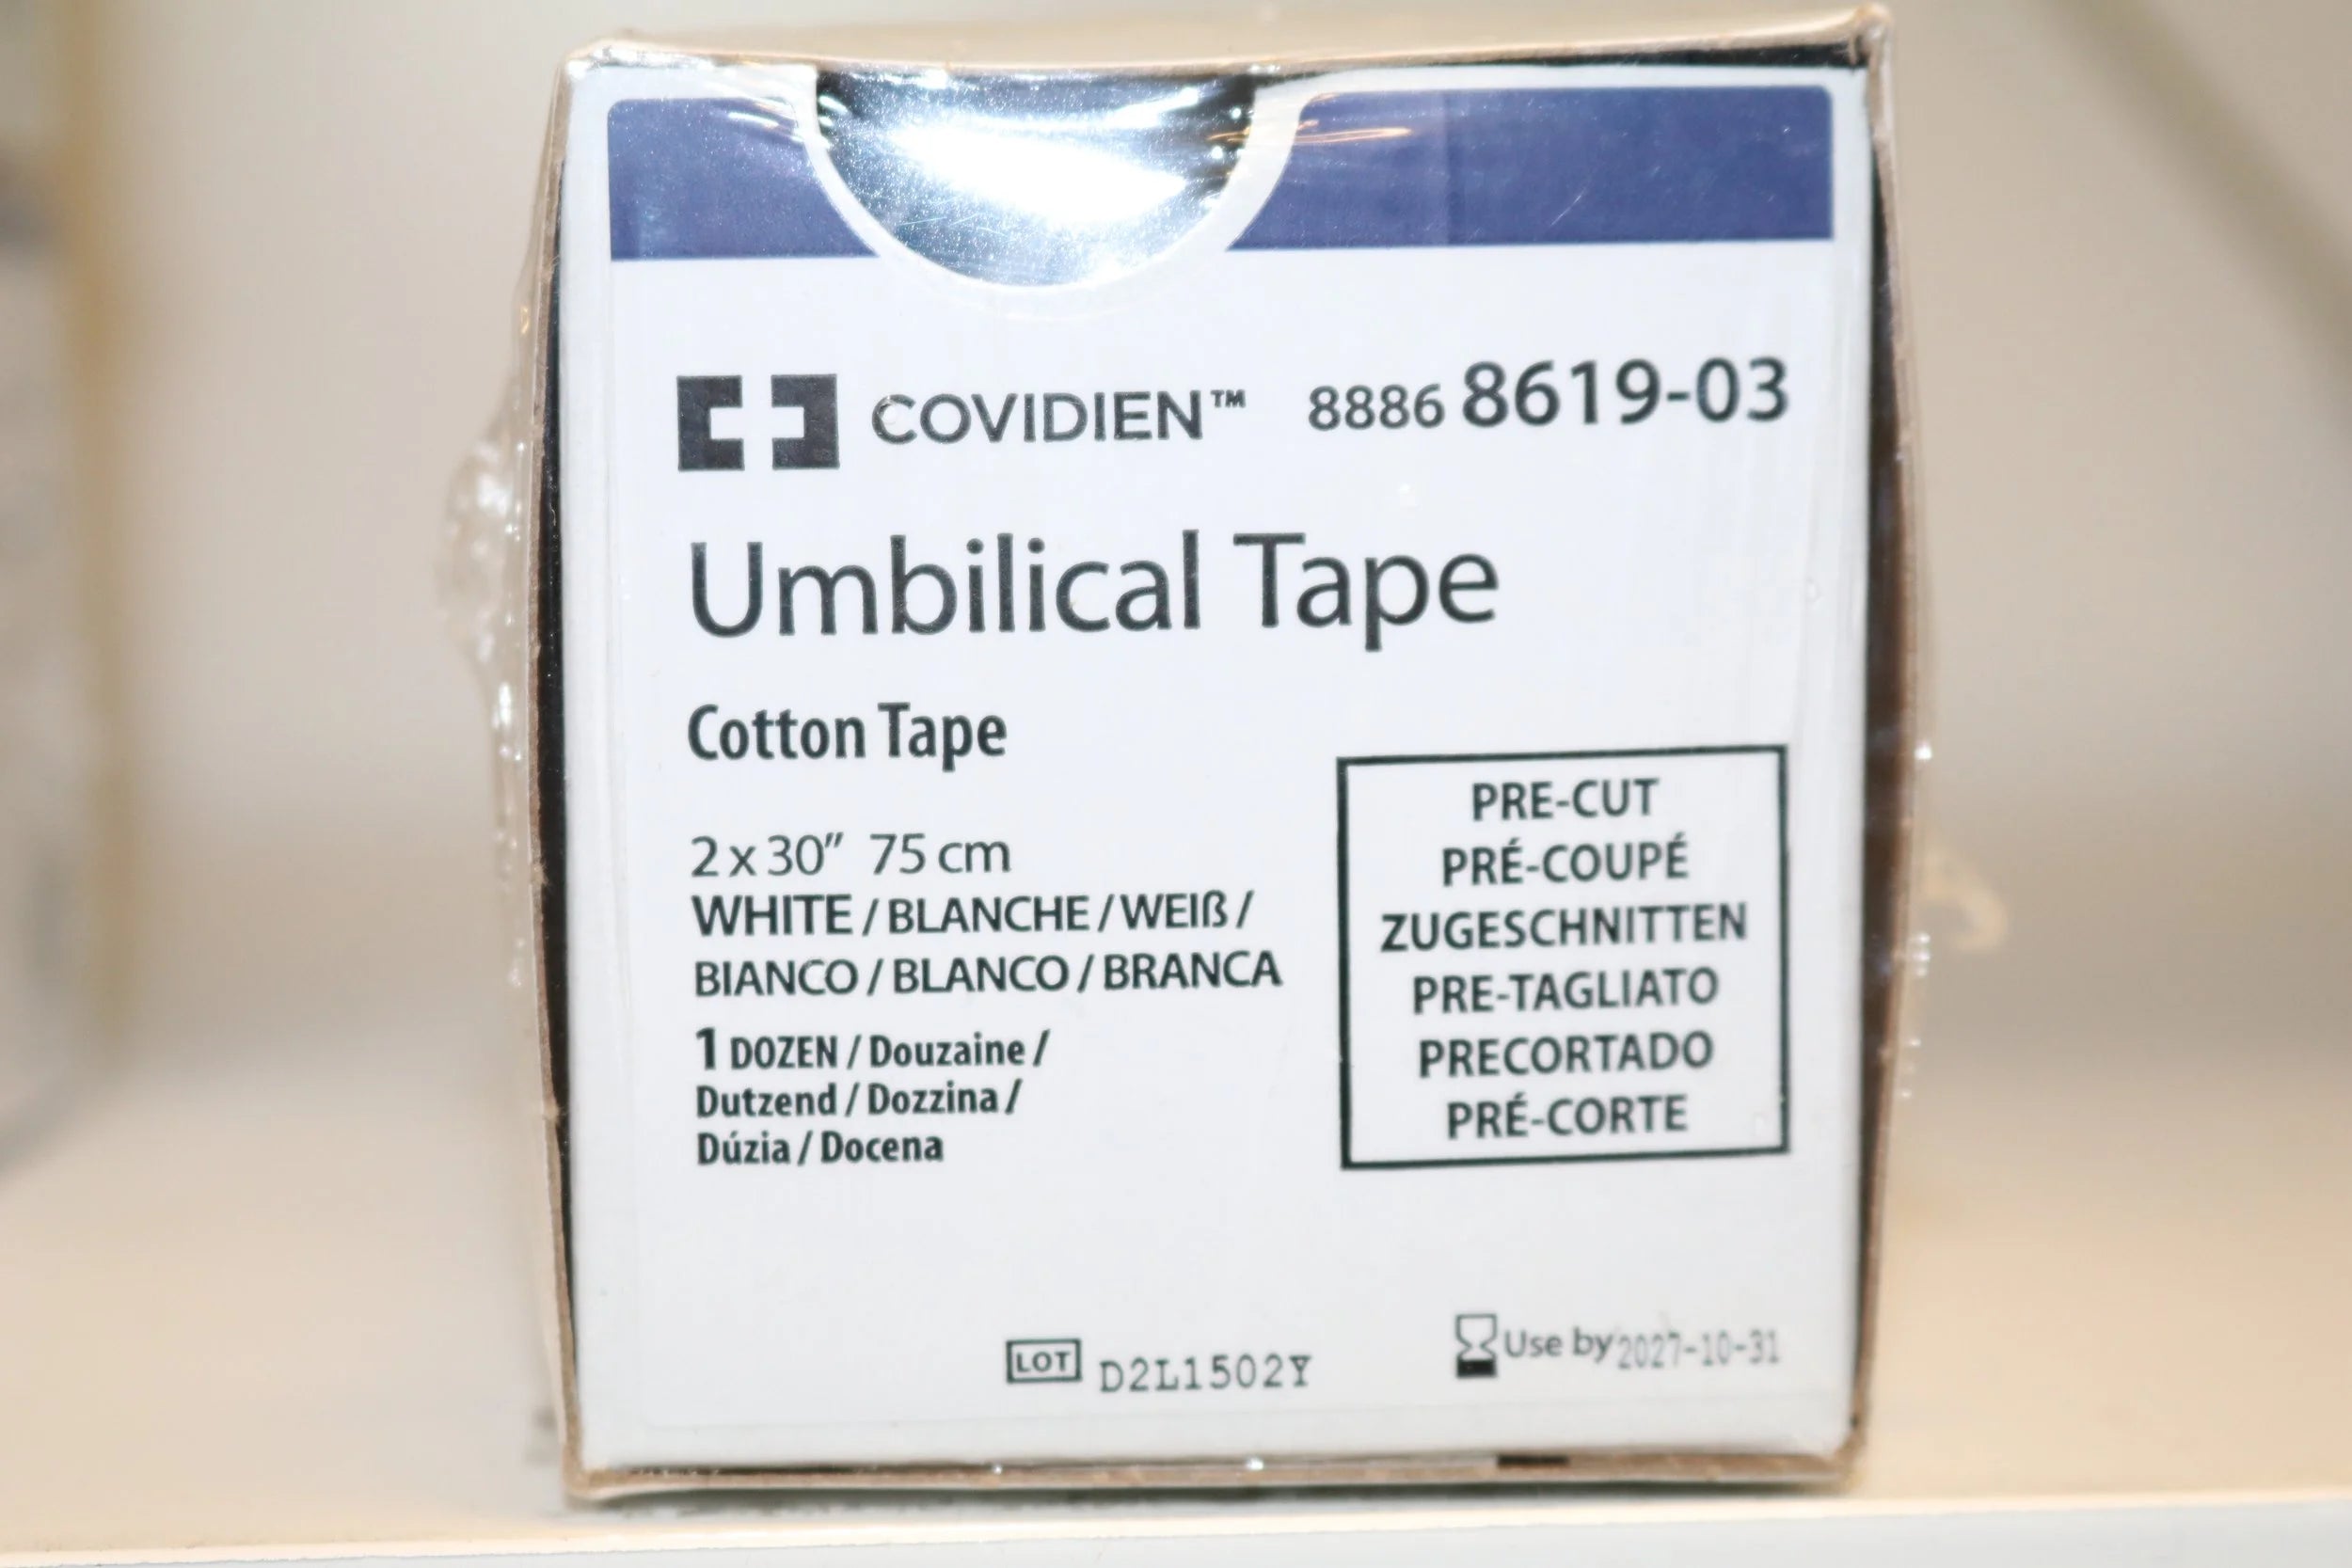 COVIDIEN™ 8886 8619-03
Umbilical Tape
Cotton Tape
2 x 30" 75 cm
WHITE / BLANCHE / WEIß /
BIANCO / BLANCO / BRANCA
1 DOZEN / Douzaine /
Dutzend / Dozzina /
Dúzia / Docena
PRE-CUT
PRÉ-COUPÉ
ZUGESCHNITTEN
PRE-TAGLIATO
PRECORTADO
PRÉ-CORTE
LOT D2L1502Y
Use by 2027-10-31